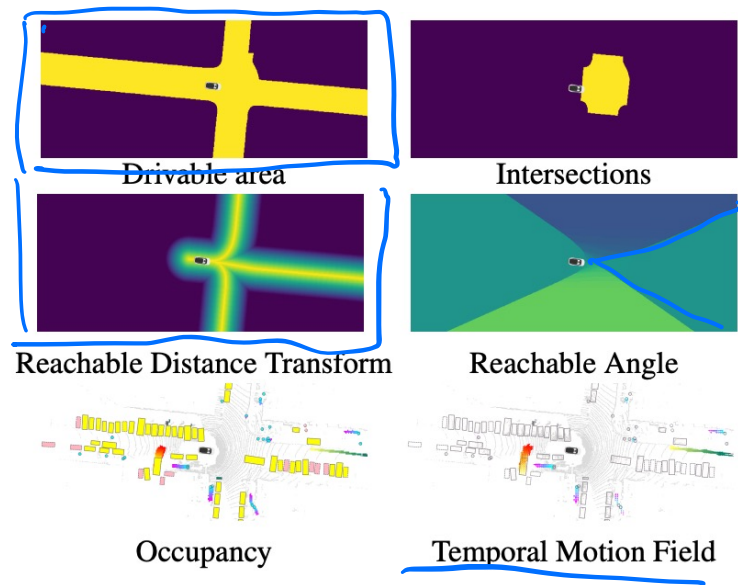 Drivable area
Intersections
Reachable Distance Transform
Reachable Angle
Occupancy
Temporal Motion Field